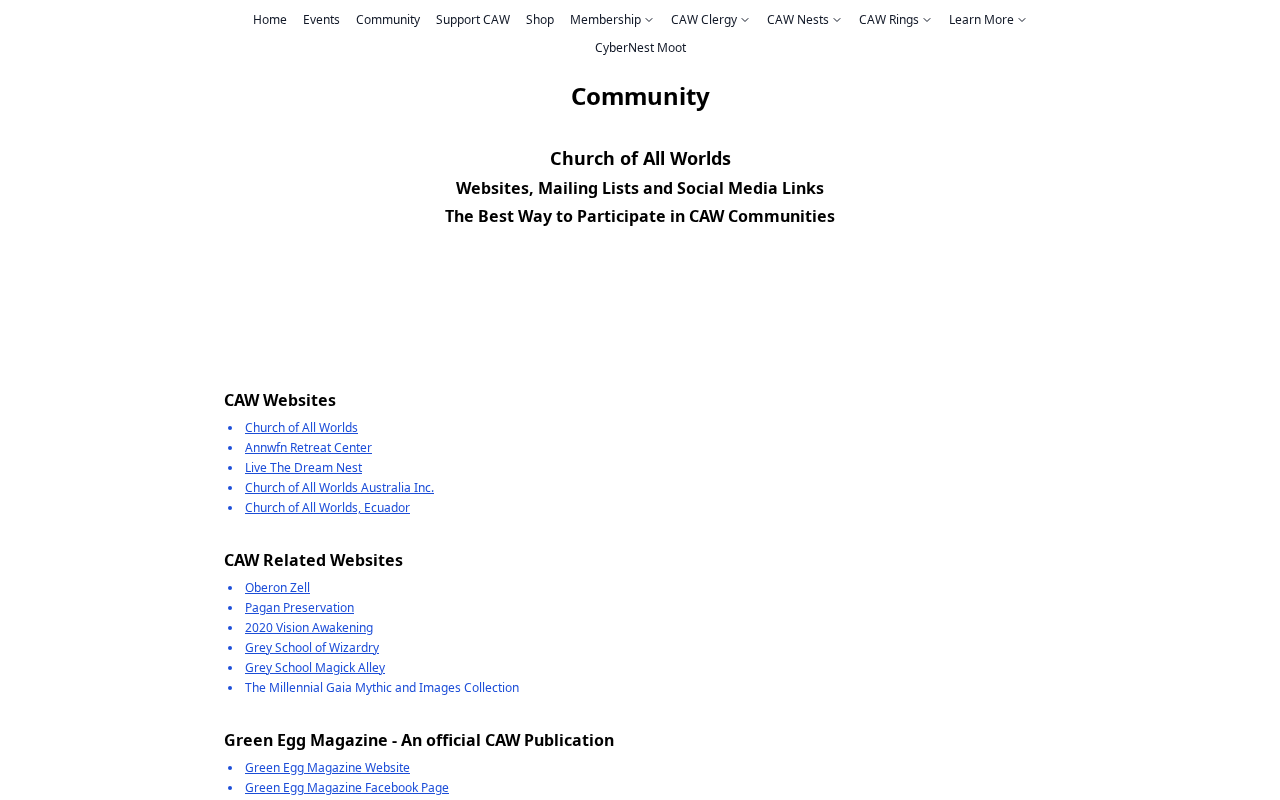 Home Events Community Support CAW Shop Membership CAW Clergy CAW Nests CAW Rings Learn More
CyberNest Moot
Community
Church of All Worlds
Websites, Mailing Lists and Social Media Links
The Best Way to Participate in CAW Communities
CAW Websites
• Church of All Worlds
• Annwfn Retreat Center
• Live The Dream Nest
• Church of All Worlds Australia Inc.
• Church of All Worlds, Ecuador
CAW Related Websites
• Oberon Zell
• Pagan Preservation
• 2020 Vision Awakening
• Grey School of Wizardry
• Grey School Magick Alley
• The Millennial Gaia Mythic and Images Collection
Green Egg Magazine - An official CAW Publication
• Green Egg Magazine Website
• Green Egg Magazine Facebook Page